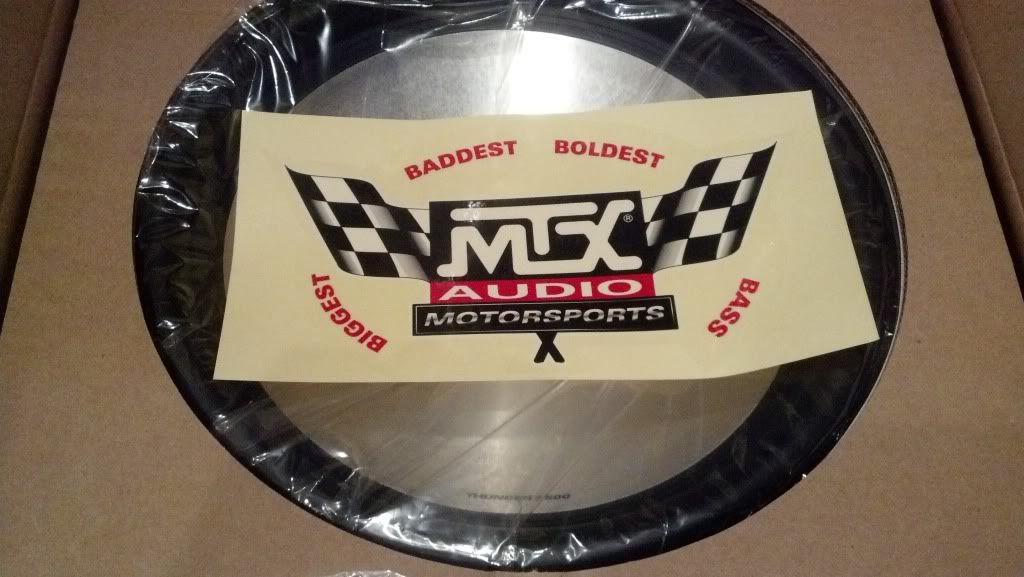 BADDEST BOLDEST
MTX®
AUDIO
BIGGEST
BASS
MOTORSPORTS